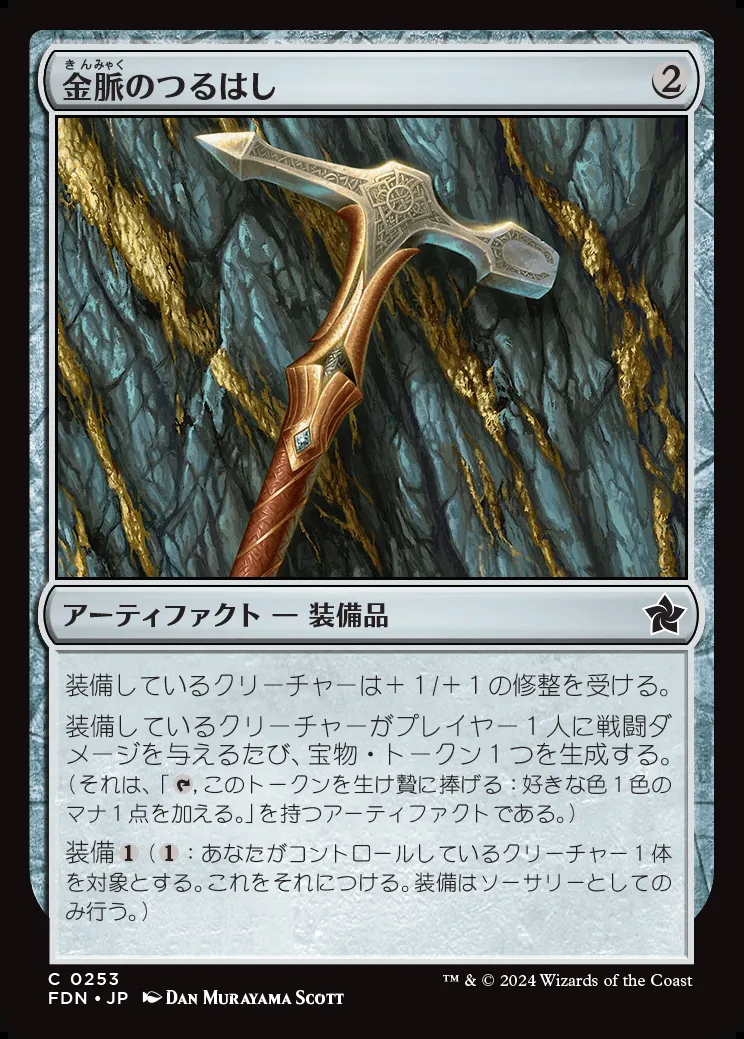 きんみゃく
金脈のつるはし
2
アーティファクト — 装備品
装備しているクリーチャーは＋１/＋１の修整を受ける。
装備しているクリーチャーがプレイヤー１人に戦闘ダ
メージを与えるたび、宝物・トークン１つを生成する。
（それは、「 ,このトークンを生け贄に捧げる：好きな色１色の
マナ１点を加える。」を持つアーティファクトである。）
装備 1 （ 1 ：あなたがコントロールしているクリーチャー１体
を対象とする。これをそれにつける。装備はソーサリーとしての
み行う。）
C 0253
FDN • JP DAN MURAYAMA SCOTT
™ & © 2024 Wizards of the Coast